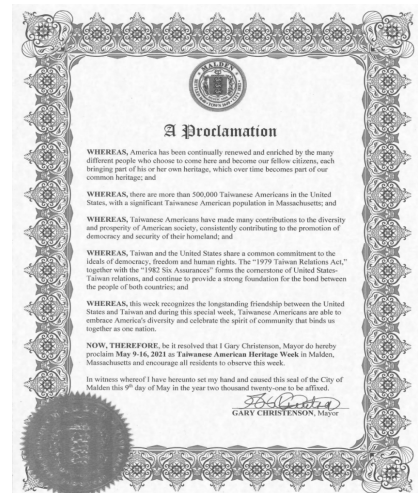 MALDEN
A Proclamation
WHEREAS, America has been continually renewed and enriched by the many
different people who choose to come here and become our fellow citizens, each
bringing part of his or her own heritage, which over time becomes part of our
common heritage; and
WHEREAS, there are more than 500,000 Taiwanese Americans in the United
States, with a significant Taiwanese American population in Massachusetts; and
WHEREAS, Taiwanese Americans have made many contributions to the diversity
and prosperity of American society, consistently contributing to the promotion of
democracy and security of their homeland; and
WHEREAS, Taiwan and the United States share a common commitment to the
ideals of democracy, freedom and human rights. The “1979 Taiwan Relations Act,”
together with the “1982 Six Assurances” forms the cornerstone of United States-
Taiwan relations, and continue to provide a strong foundation for the bond between
the people of both countries; and
WHEREAS, this week recognizes the longstanding friendship between the United
States and Taiwan and during this special week, Taiwanese Americans are able to
embrace America's diversity and celebrate the spirit of community that binds us
together as one nation.
NOW, THEREFORE, be it resolved that I Gary Christenson, Mayor do hereby
proclaim May 9-16, 2021 as Taiwanese American Heritage Week in Malden,
Massachusetts and encourage all residents to observe this week.
In witness whereof I have hereunto set my hand and caused this seal of the City of
Malden this 9th day of May in the year two thousand twenty-one to be affixed.
GARY CHRISTENSON, Mayor